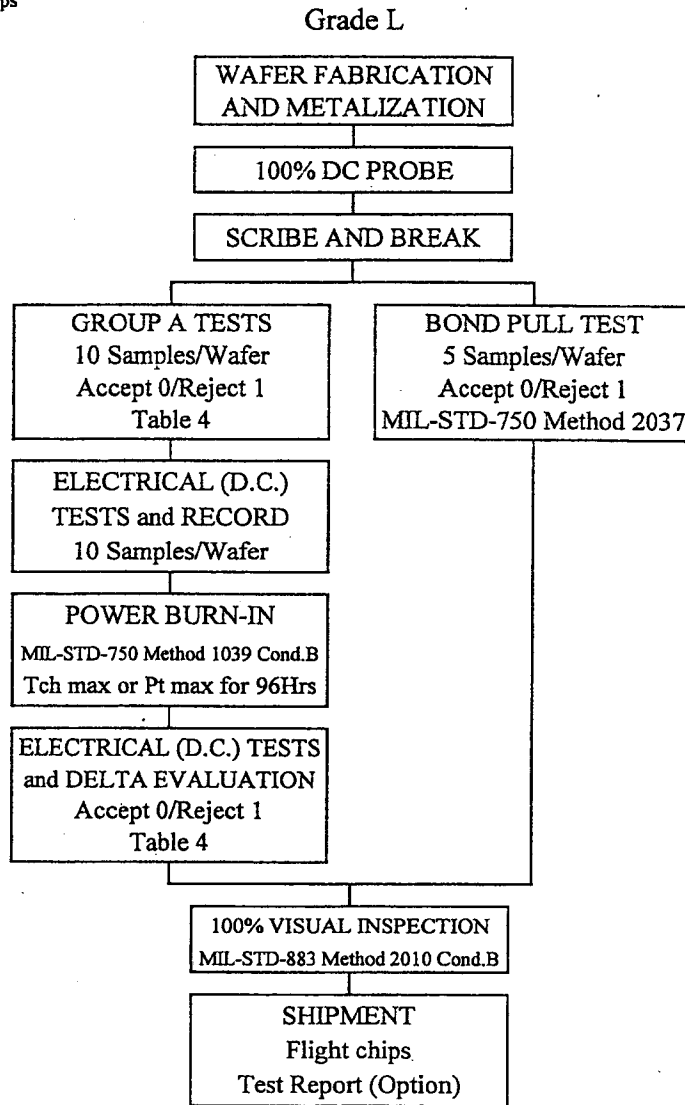 ps
Grade L
WAFER FABRICATION
AND METALIZATION
100% DC PROBE
SCRIBE AND BREAK
GROUP A TESTS
10 Samples/Wafer
Accept 0/Reject 1
Table 4
BOND PULL TEST
5 Samples/Wafer
Accept 0/Reject 1
MIL-STD-750 Method 2037
ELECTRICAL (D.C.)
TESTS and RECORD
10 Samples/Wafer
POWER BURN-IN
MIL-STD-750 Method 1039 Cond.B
Tch max or Pt max for 96Hrs
ELECTRICAL (D.C.) TESTS
and DELTA EVALUATION
Accept 0/Reject 1
Table 4
100% VISUAL INSPECTION
MIL-STD-883 Method 2010 Cond.B
SHIPMENT
Flight chips
Test Report (Option)